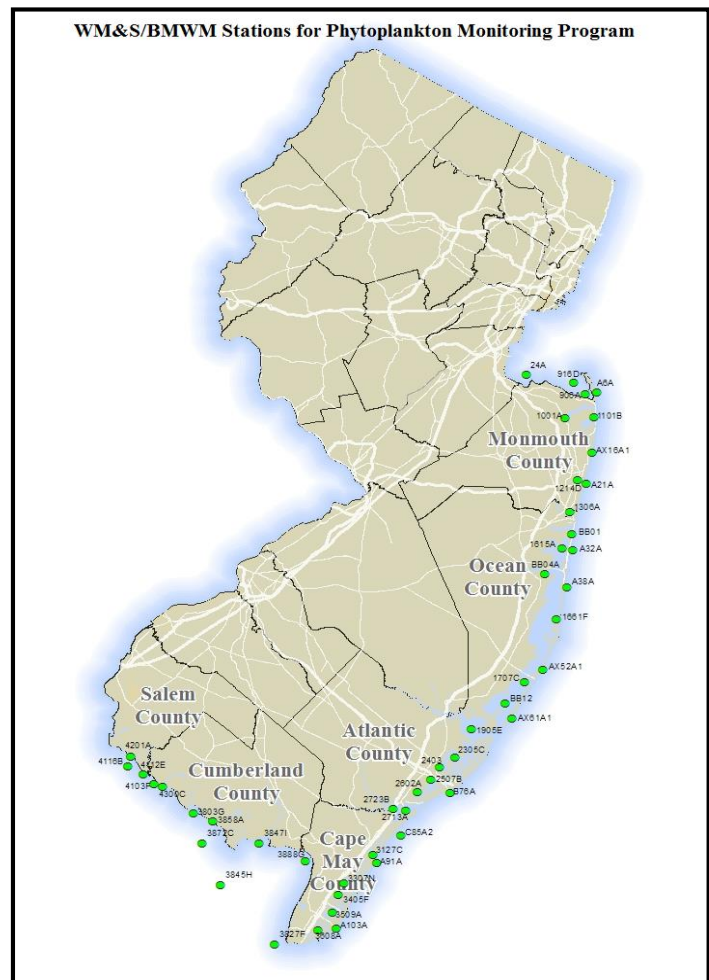 WM&S/BMWM Stations for Phytoplankton Monitoring Program
24A
916D
906A
A6A
1001A
1101B
Monmouth
County
AX16A1
1214D
A21A
1306A
BB01
1615A
A32A
Ocean
County
BB04A
A38A
1661F
AX52A1
1707C
Salem
County
BB12
AX61A1
Atlantic
County
1905E
2305C
4201A
4116B
4112E
Cumberland
County
2403
4103F
4300C
2507B
2602A
B76A
2723B
2713A
3803G
3858A
3872C
3847I
C85A2
Cape
May
County
3127C
3888G
A91A
3845H
3307N
3405F
3509A
A103A
3827F
3608A